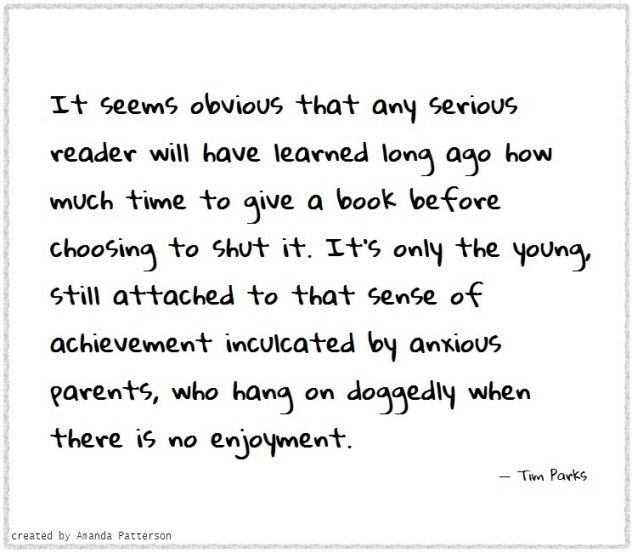 It seems obvious that any serious
reader will have learned long ago how
much time to give a book before
choosing to shut it. It's only the young,
still attached to that sense of
achievement inculcated by anxious
parents, who hang on doggedly when
there is no enjoyment.
— Tim Parks
created by Amanda Patterson